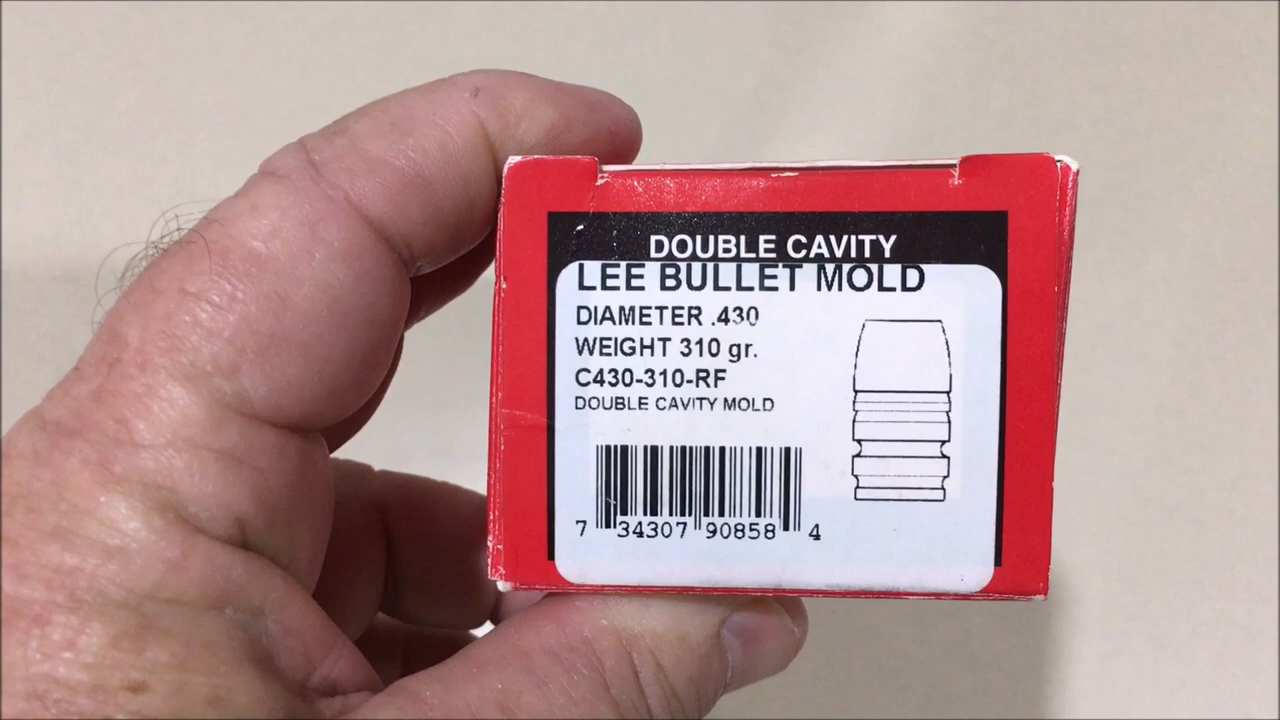 DOUBLE CAVITY
LEE BULLET MOLD
DIAMETER .430
WEIGHT 310 gr.
C430-310-RF
DOUBLE CAVITY MOLD
7 34307 90858 4